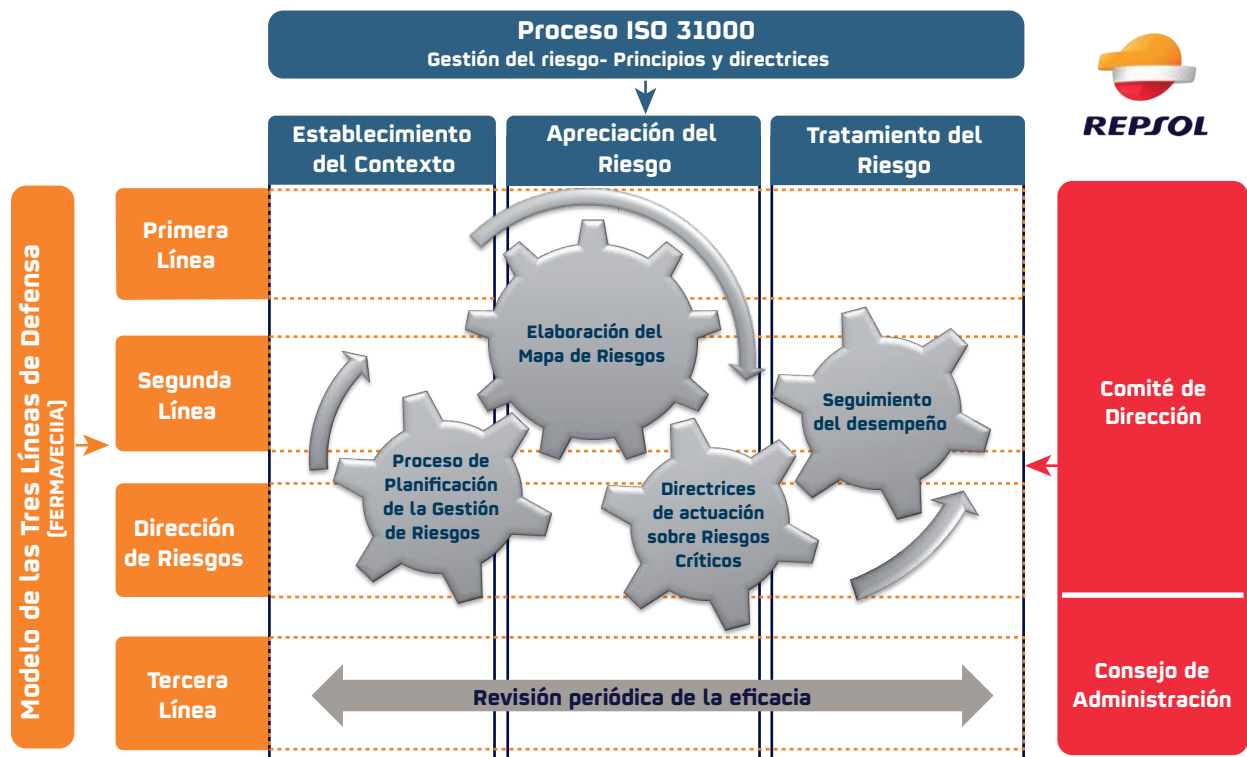 Proceso ISO 31000
Gestión del riesgo- Principios y directrices
REPSOL
Establecimiento
del Contexto
Apreciación del
Riesgo
Tratamiento del
Riesgo
Modelo de las Tres Líneas de Defensa
[FERMA/ECIIA]
Primera
Línea
Segunda
Línea
Dirección
de Riesgos
Tercera
Línea
Elaboración del
Mapa de Riesgos
Proceso de
Planificación
de la Gestión
de Riesgos
Directrices
de actuación
sobre Riesgos
Críticos
Seguimiento
del desempeño
Revisión periódica de la eficacia
Comité de
Dirección
Consejo de
Administración